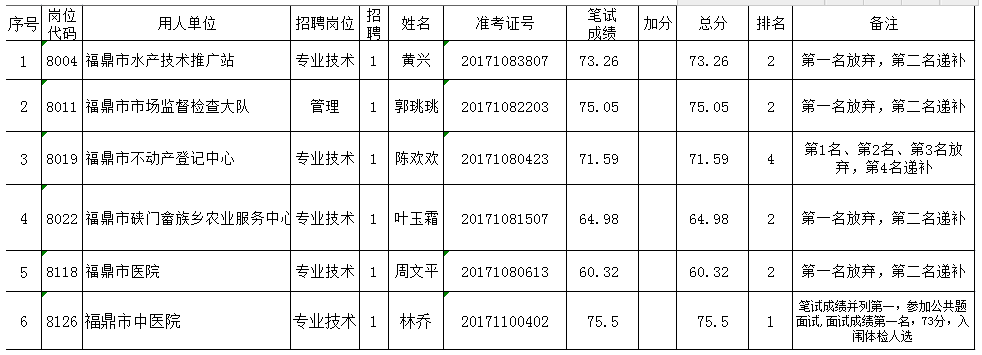 序号 岗位代码 用人单位 招聘岗位 招聘 姓名 准考证号 笔试成绩 加分 总分 排名 备注
1 8004 福鼎市水产技术推广站 专业技术 1 黄兴 20171083807 73.26 73.26 2 第一名放弃，第二名递补
2 8011 福鼎市市场监督检查大队 管理 1 郭珧珧 20171082203 75.05 75.05 2 第一名放弃，第二名递补
3 8019 福鼎市不动产登记中心 专业技术 1 陈欢欢 20171080423 71.59 71.59 4 第1名、第2名、第3名放弃，第4名递补
4 8022 福鼎市硖门畲族乡农业服务中心 专业技术 1 叶玉霜 20171081507 64.98 64.98 2 第一名放弃，第二名递补
5 8118 福鼎市医院 专业技术 1 周文平 20171080613 60.32 60.32 2 第一名放弃，第二名递补
6 8126 福鼎市中医院 专业技术 1 林乔 20171100402 75.5 75.5 1 笔试成绩并列第一，参加公共题面试,面试成绩第一名，73分，入闱体检人选